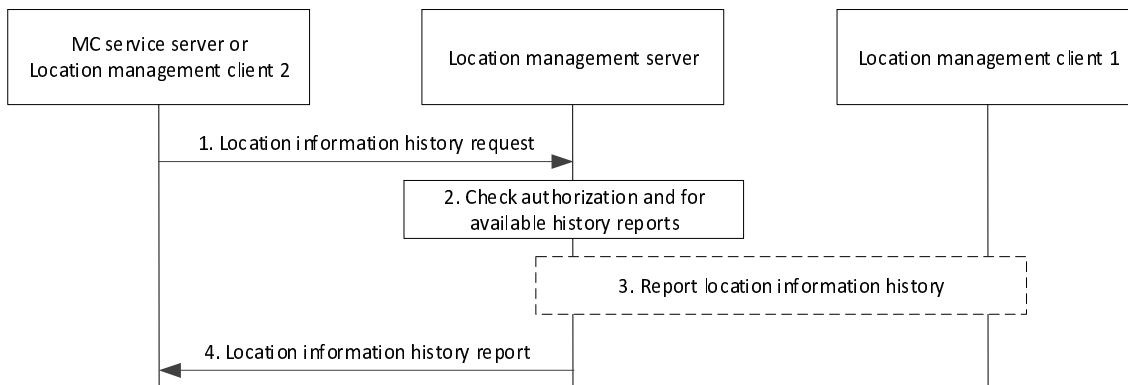 MC service server or
Location management client 2
Location management server
Location management client 1
1. Location information history request
2. Check authorization and for
available history reports
3. Report location information history
4. Location information history report